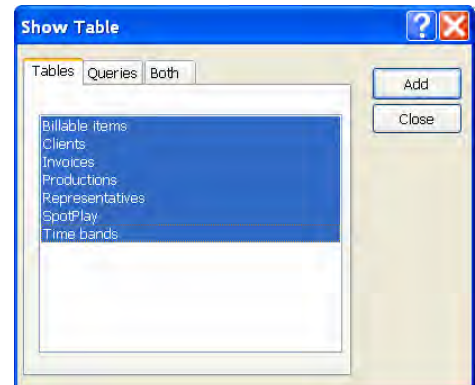 Show Table
Tables Queries Both
Add
Close
Billable items
Clients
Invoices
Productions
Representatives
SpotPlay
Time bands